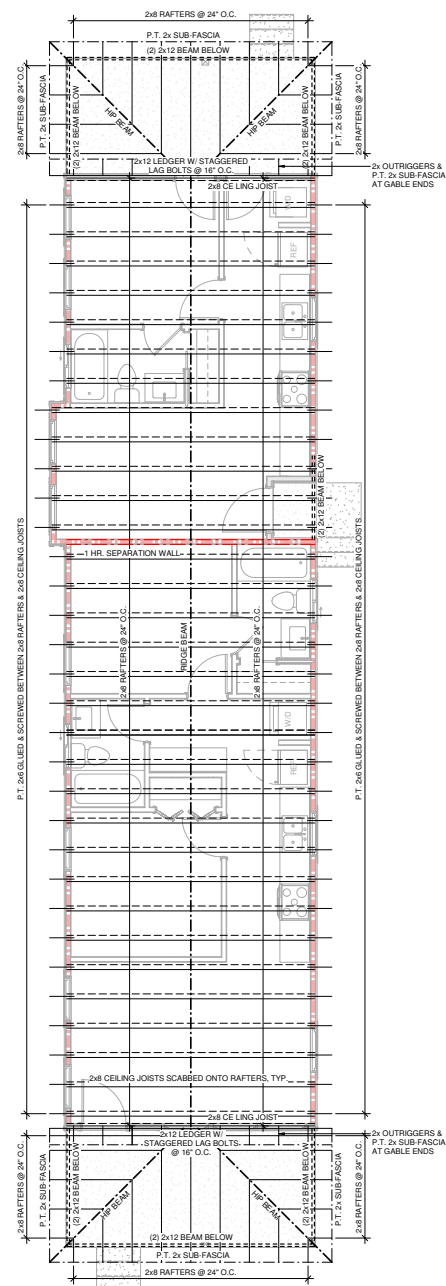 2x8 RAFTERS @ 24" O.C.
P.T. 2x SUB-FASCIA
(2) 2x12 BEAM BELOW
2x8 RAFTERS @ 24" O.C.
P.T. 2x SUB-FASCIA
(2) 2x12 BEAM BELOW
HIP BEAM
HIP BEAM
(2) 2x12 BEAM BELOW
P.T. 2x SUB-FASCIA
2x8 RAFTERS @ 24" O.C.
2x12 LEDGER W/ STAGGERED
LAG BOLTS @ 16" O.C.
2x OUTRIGGERS &
P.T. 2x SUB-FASCIA
AT GABLE ENDS
2x8 CEILING JOIST
W/D
REF
(2) 2x12 BEAM BELOW
1 HR. SEPARATION WALL
P.T. 2x6 GLUED & SCREWED BETWEEN 2x8 RAFTERS & 2x8 CEILING JOISTS
2x8 RAFTERS @ 24" O.C.
RIDGE BEAM
2x8 RAFTERS @ 24" O.C.
P.T. 2x6 GLUED & SCREWED BETWEEN 2x8 RAFTERS & 2x8 CEILING JOISTS
W/D
REF
2x8 CEILING JOISTS SCABBED ONTO RAFTERS, TYP.
2x8 CEILING JOIST
2x12 LEDGER W/
STAGGERED LAG BOLTS
@ 16" O.C.
2x OUTRIGGERS &
P.T. 2x SUB-FASCIA
AT GABLE ENDS
2x8 RAFTERS @ 24" O.C.
P.T. 2x SUB-FASCIA
(2) 2x12 BEAM BELOW
HIP BEAM
HIP BEAM
(2) 2x12 BEAM BELOW
P.T. 2x SUB-FASCIA
2x8 RAFTERS @ 24" O.C.
(2) 2x12 BEAM BELOW
P.T. 2x SUB-FASCIA
2x8 RAFTERS @ 24" O.C.